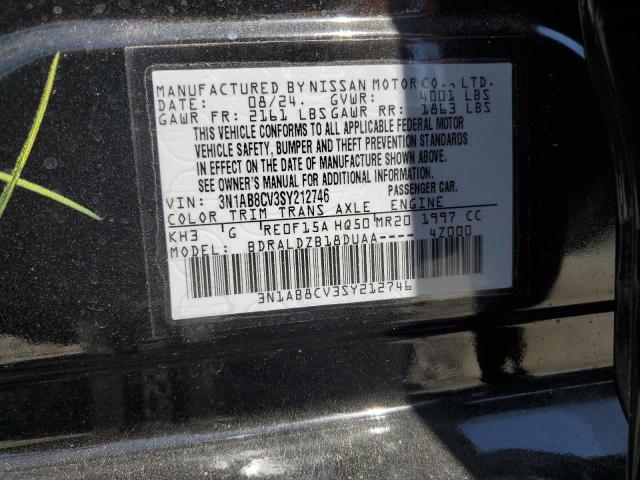 MANUFACTURED BY NISSAN MOTOR CO., LTD.
DATE: 08/24. GVWR: 4001 LBS
GAWR FR: 2161 LBS GAWR RR: 1863 LBS
THIS VEHICLE CONFORMS TO ALL APPLICABLE FEDERAL MOTOR
VEHICLE SAFETY, BUMPER AND THEFT PREVENTION STANDARDS
IN EFFECT ON THE DATE OF MANUFACTURE SHOWN ABOVE.
SEE OWNER'S MANUAL FOR ADDITIONAL INFORMATION.
VIN: 3N1AB8CV3SY212746 PASSENGER CAR.
COLOR TRIM TRANS AXLE ENGINE
KH3 G RE0F15A HQ50 MR20 1997 CC
MODEL: BDRALDZB18DUAA---- 4Z000
3N1AB8CV3SY212746